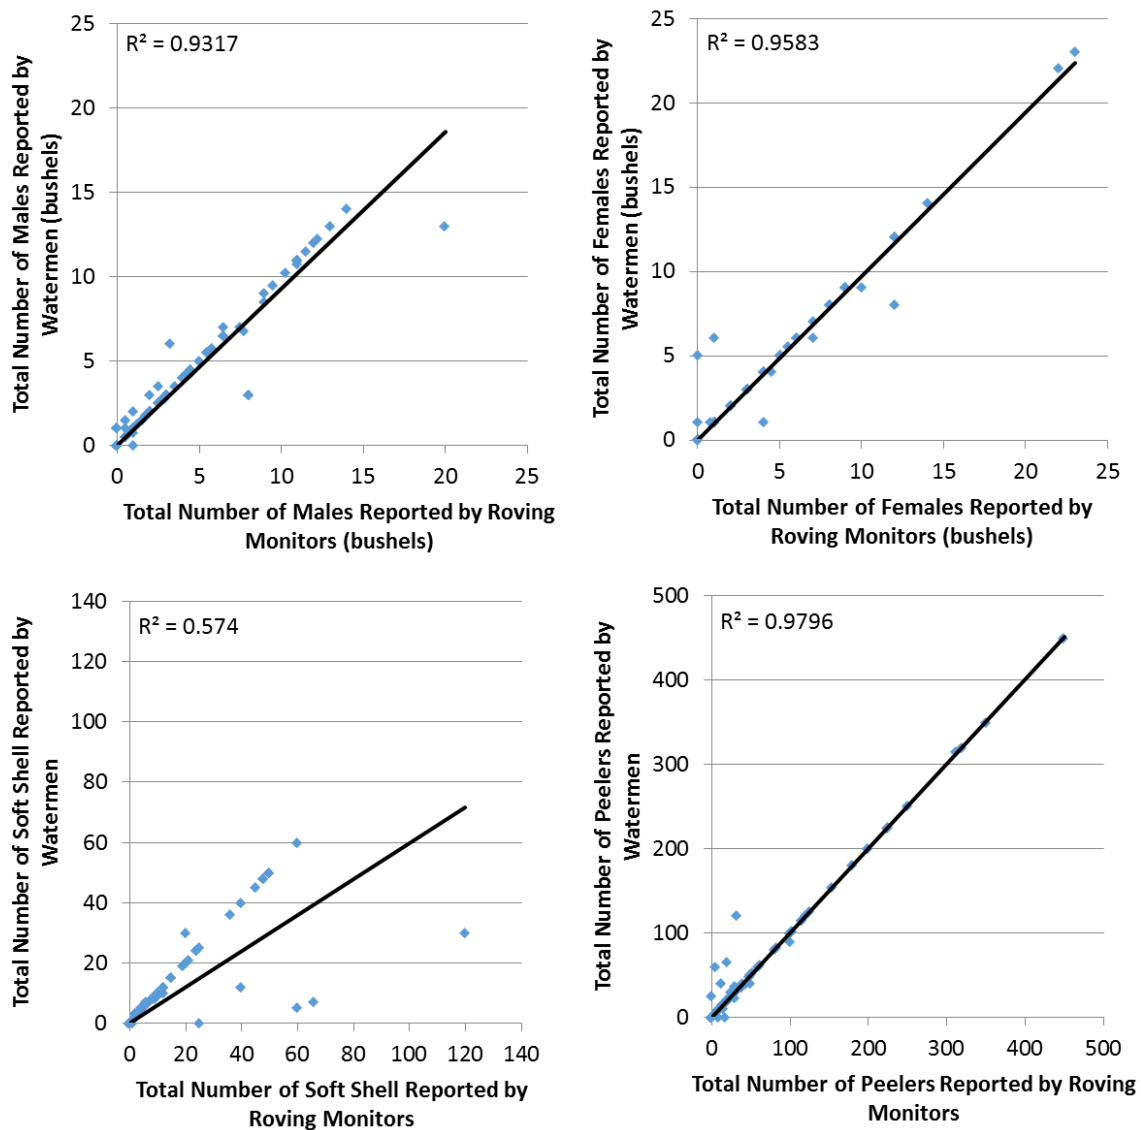 R² = 0.9317
25
20
15
10
5
0
0 5 10 15 20 25
Total Number of Males Reported by
Watermen (bushels)
Total Number of Males Reported by Roving
Monitors (bushels)
R² = 0.9583
25
20
15
10
5
0
0 5 10 15 20 25
Total Number of Females Reported by
Watermen (bushels)
Total Number of Females Reported by
Roving Monitors (bushels)
R² = 0.574
140
120
100
80
60
40
20
0
0 20 40 60 80 100 120 140
Total Number of Soft Shell Reported by
Watermen
Total Number of Soft Shell Reported by
Roving Monitors
R² = 0.9796
500
400
300
200
100
0
0 100 200 300 400 500
Total Number of Peelers Reported by
Watermen
Total Number of Peelers Reported by Roving
Monitors